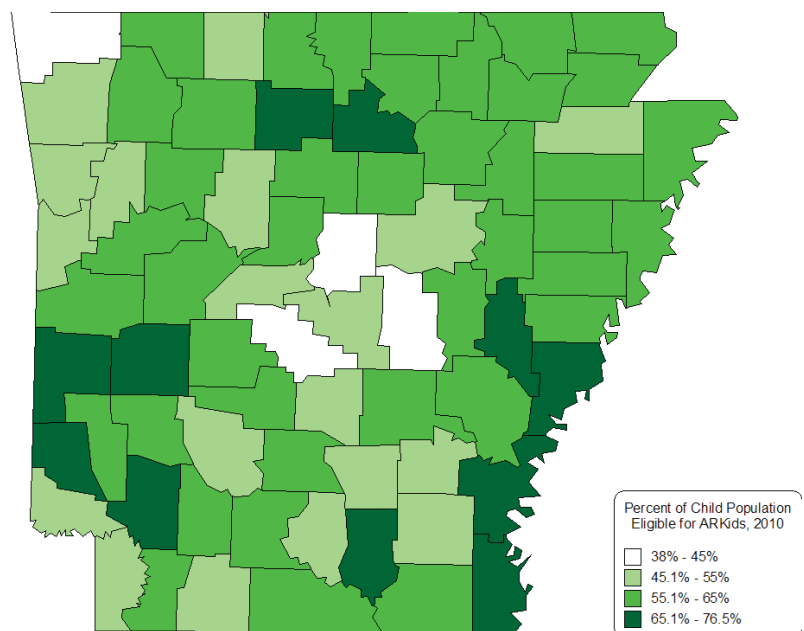 Percent of Child Population
Eligible for ARKids, 2010
38% - 45%
45.1% - 55%
55.1% - 65%
65.1% - 76.5%